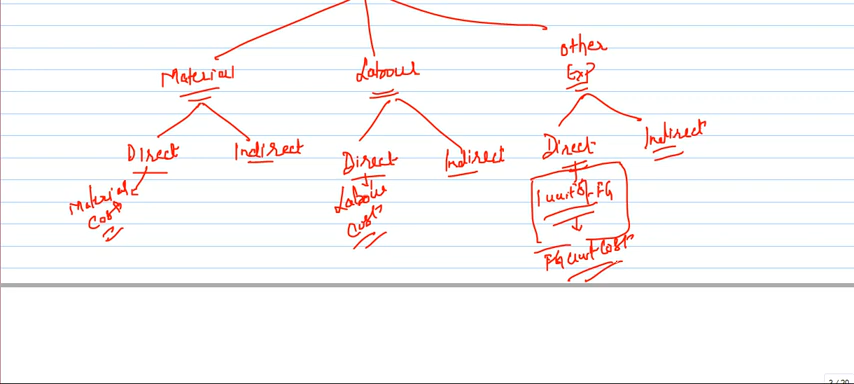 Material
Labour
Other
Exp
Direct
Indirect
Direct
Indirect
Direct
Indirect
Material
Cost
Labour
Cost
1 unit of FG
FG unit Cost